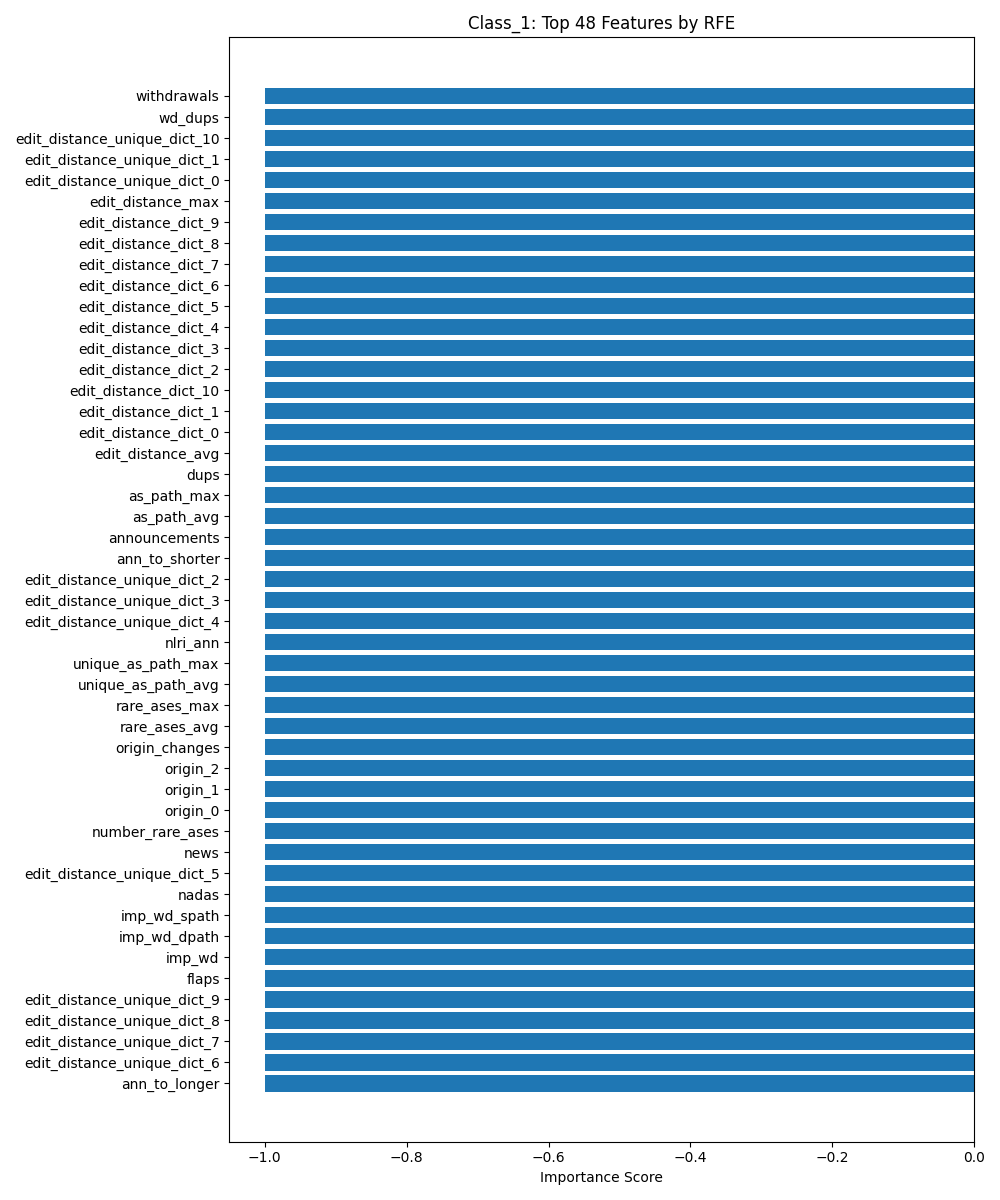 Class_1: Top 48 Features by RFE
withdrawals
wd_dups
edit_distance_unique_dict_10
edit_distance_unique_dict_1
edit_distance_unique_dict_0
edit_distance_max
edit_distance_dict_9
edit_distance_dict_8
edit_distance_dict_7
edit_distance_dict_6
edit_distance_dict_5
edit_distance_dict_4
edit_distance_dict_3
edit_distance_dict_2
edit_distance_dict_10
edit_distance_dict_1
edit_distance_dict_0
edit_distance_avg
dups
as_path_max
as_path_avg
announcements
ann_to_shorter
edit_distance_unique_dict_2
edit_distance_unique_dict_3
edit_distance_unique_dict_4
nlri_ann
unique_as_path_max
unique_as_path_avg
rare_ases_max
rare_ases_avg
origin_changes
origin_2
origin_1
origin_0
number_rare_ases
news
edit_distance_unique_dict_5
nadas
imp_wd_spath
imp_wd_dpath
imp_wd
flaps
edit_distance_unique_dict_9
edit_distance_unique_dict_8
edit_distance_unique_dict_7
edit_distance_unique_dict_6
ann_to_longer
−1.0 −0.8 −0.6 −0.4 −0.2 0.0
Importance Score